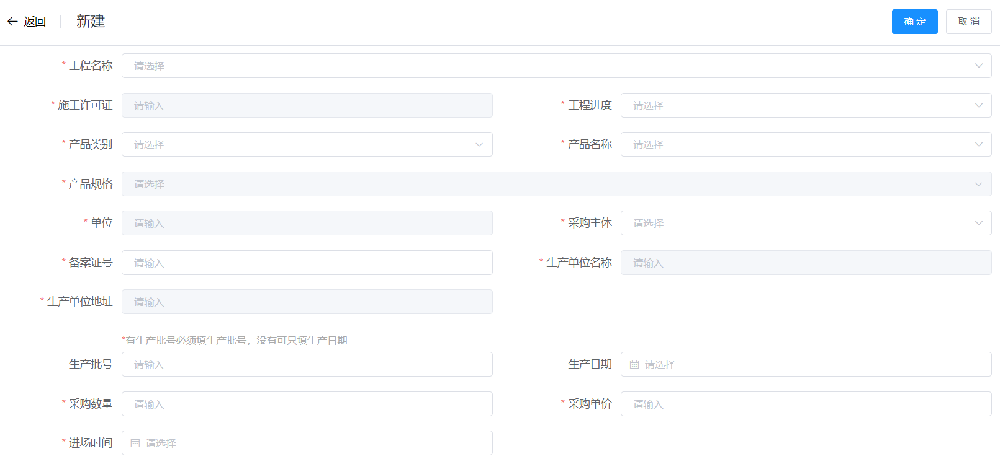 返回 新建 确定 取消
* 工程名称 请选择
* 施工许可证 请输入 * 工程进度 请选择
* 产品类别 请选择 * 产品名称 请选择
* 产品规格 请选择
* 单位 请输入 * 采购主体 请选择
* 备案证号 请输入 * 生产单位名称 请输入
* 生产单位地址 请输入
*有生产批号必须填生产批号，没有可只填生产日期
生产批号 请输入 生产日期 请选择
* 采购数量 请输入 * 采购单价 请输入
* 进场时间 请选择